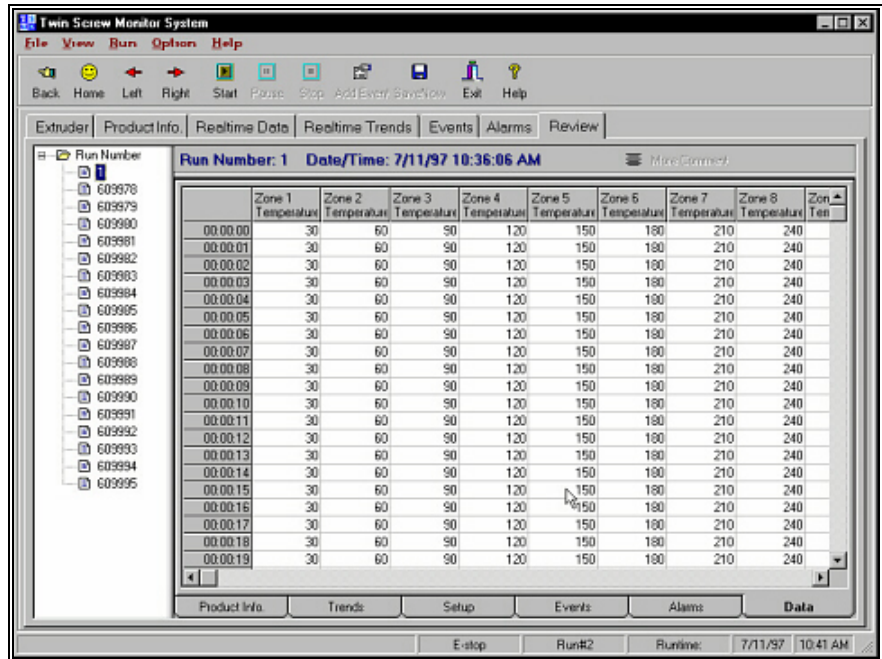 Twin Screw Monitor System
File View Run Option Help
Back Home Left Right Start Pause Stop Add Event SaveNow Exit Help
Extruder Product Info. Realtime Data Realtime Trends Events Alarms Review
Run Number
1
609978
609979
609980
609981
609982
609983
609984
609985
609986
609987
609988
609989
609990
609991
609992
609993
609994
609995
Run Number: 1 Date/Time: 7/11/97 10:36:06 AM More Comment
Zone 1 Temperature Zone 2 Temperature Zone 3 Temperature Zone 4 Temperature Zone 5 Temperature Zone 6 Temperature Zone 7 Temperature Zone 8 Temperature Zon Ten
00:00:00 30 60 90 120 150 180 210 240
00:00:01 30 60 90 120 150 180 210 240
00:00:02 30 60 90 120 150 180 210 240
00:00:03 30 60 90 120 150 180 210 240
00:00:04 30 60 90 120 150 180 210 240
00:00:05 30 60 90 120 150 180 210 240
00:00:06 30 60 90 120 150 180 210 240
00:00:07 30 60 90 120 150 180 210 240
00:00:08 30 60 90 120 150 180 210 240
00:00:09 30 60 90 120 150 180 210 240
00:00:10 30 60 90 120 150 180 210 240
00:00:11 30 60 90 120 150 180 210 240
00:00:12 30 60 90 120 150 180 210 240
00:00:13 30 60 90 120 150 180 210 240
00:00:14 30 60 90 120 150 180 210 240
00:00:15 30 60 90 120 150 180 210 240
00:00:16 30 60 90 120 150 180 210 240
00:00:17 30 60 90 120 150 180 210 240
00:00:18 30 60 90 120 150 180 210 240
00:00:19 30 60 90 120 150 180 210 240
Product Info. Trends Setup Events Alarms Data
E-stop Run#2 Runtime: 7/11/97 10:41 AM